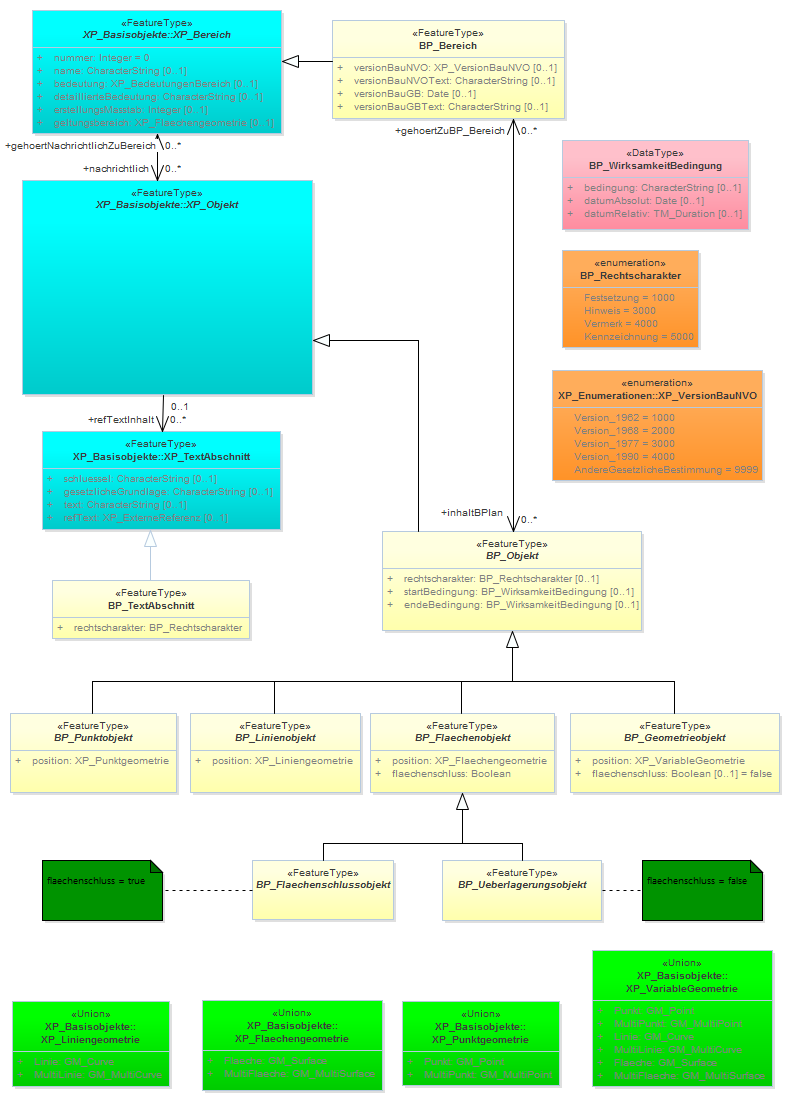 «FeatureType»
XP_Basisobjekte::XP_Bereich
+ nummer: Integer = 0
+ name: CharacterString [0..1]
+ bedeutung: XP_BedeutungenBereich [0..1]
+ detaillierteBedeutung: CharacterString [0..1]
+ erstellungsMasstab: Integer [0..1]
+ geltungsbereich: XP_Flaechengeometrie [0..1]
«FeatureType»
BP_Bereich
+ versionBauNVO: XP_VersionBauNVO [0..1]
+ versionBauNVOText: CharacterString [0..1]
+ versionBauGB: Date [0..1]
+ versionBauGBText: CharacterString [0..1]
+gehoertZuBP_Bereich 0..*
+gehoertNachrichtlichZuBereich 0..*
+nachrichtlich 0..*
«DataType»
BP_WirksamkeitBedingung
+ bedingung: CharacterString [0..1]
+ datumAbsolut: Date [0..1]
+ datumRelativ: TM_Duration [0..1]
«FeatureType»
XP_Basisobjekte::XP_Objekt
«enumeration»
BP_Rechtscharakter
Festsetzung = 1000
Hinweis = 3000
Vermerk = 4000
Kennzeichnung = 5000
«enumeration»
XP_Enumerationen::XP_VersionBauNVO
Version_1962 = 1000
Version_1968 = 2000
Version_1977 = 3000
Version_1990 = 4000
AndereGesetzlicheBestimmung = 9999
0..1
+refTextInhalt 0..*
«FeatureType»
XP_Basisobjekte::XP_TextAbschnitt
+ schluessel: CharacterString [0..1]
+ gesetzlicheGrundlage: CharacterString [0..1]
+ text: CharacterString [0..1]
+ refText: XP_ExterneReferenz [0..1]
+inhaltBPlan 0..*
«FeatureType»
BP_Objekt
+ rechtscharakter: BP_Rechtscharakter [0..1]
+ startBedingung: BP_WirksamkeitBedingung [0..1]
+ endeBedingung: BP_WirksamkeitBedingung [0..1]
«FeatureType»
BP_TextAbschnitt
+ rechtscharakter: BP_Rechtscharakter
«FeatureType»
BP_Punktobjekt
+ position: XP_Punktgeometrie
«FeatureType»
BP_Linienobjekt
+ position: XP_Liniengeometrie
«FeatureType»
BP_Flaechenobjekt
+ position: XP_Flaechengeometrie
+ flaechenschluss: Boolean
«FeatureType»
BP_Geometrieobjekt
+ position: XP_VariableGeometrie
+ flaechenschluss: Boolean [0..1] = false
flaechenschluss = true
«FeatureType»
BP_Flaechenschlussobjekt
«FeatureType»
BP_Ueberlagerungsobjekt
flaechenschluss = false
«Union»
XP_Basisobjekte::
XP_Liniengeometrie
+ Linie: GM_Curve
+ MultiLinie: GM_MultiCurve
«Union»
XP_Basisobjekte::
XP_Flaechengeometrie
+ Flaeche: GM_Surface
+ MultiFlaeche: GM_MultiSurface
«Union»
XP_Basisobjekte::
XP_Punktgeometrie
+ Punkt: GM_Point
+ MultiPunkt: GM_MultiPoint
«Union»
XP_Basisobjekte::
XP_VariableGeometrie
+ Punkt: GM_Point
+ MultiPunkt: GM_MultiPoint
+ Linie: GM_Curve
+ MultiLinie: GM_MultiCurve
+ Flaeche: GM_Surface
+ MultiFlaeche: GM_MultiSurface